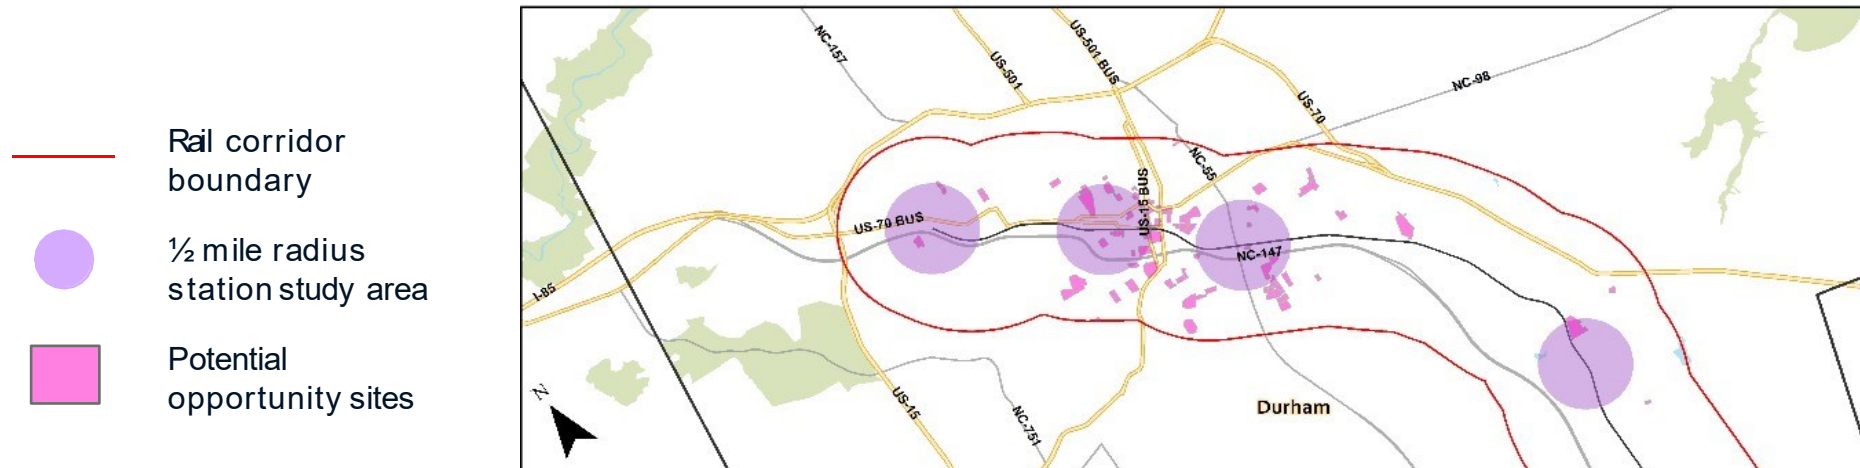 Rail corridor
boundary
½ mile radius
station study area
Potential
opportunity sites
NC-157
US-501
US-501 BUS
US-70
NC-98
NC-55
US-15 BUS
US-70 BUS
NC-147
I-85
US-15
NC-751
Durham
N